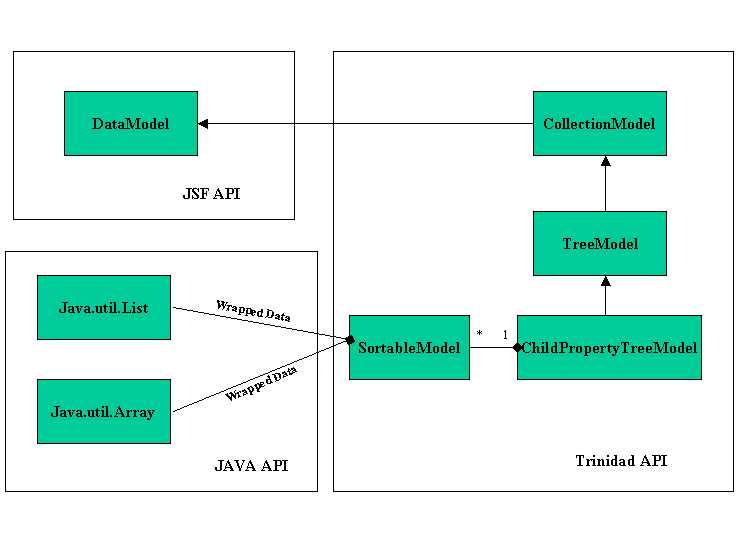 DataModel
JSF API
CollectionModel
TreeModel
Java.util.List
Wrapped Data
SortableModel
*
1
ChildPropertyTreeModel
Java.util.Array
Wrapped Data
JAVA API
Trinidad API